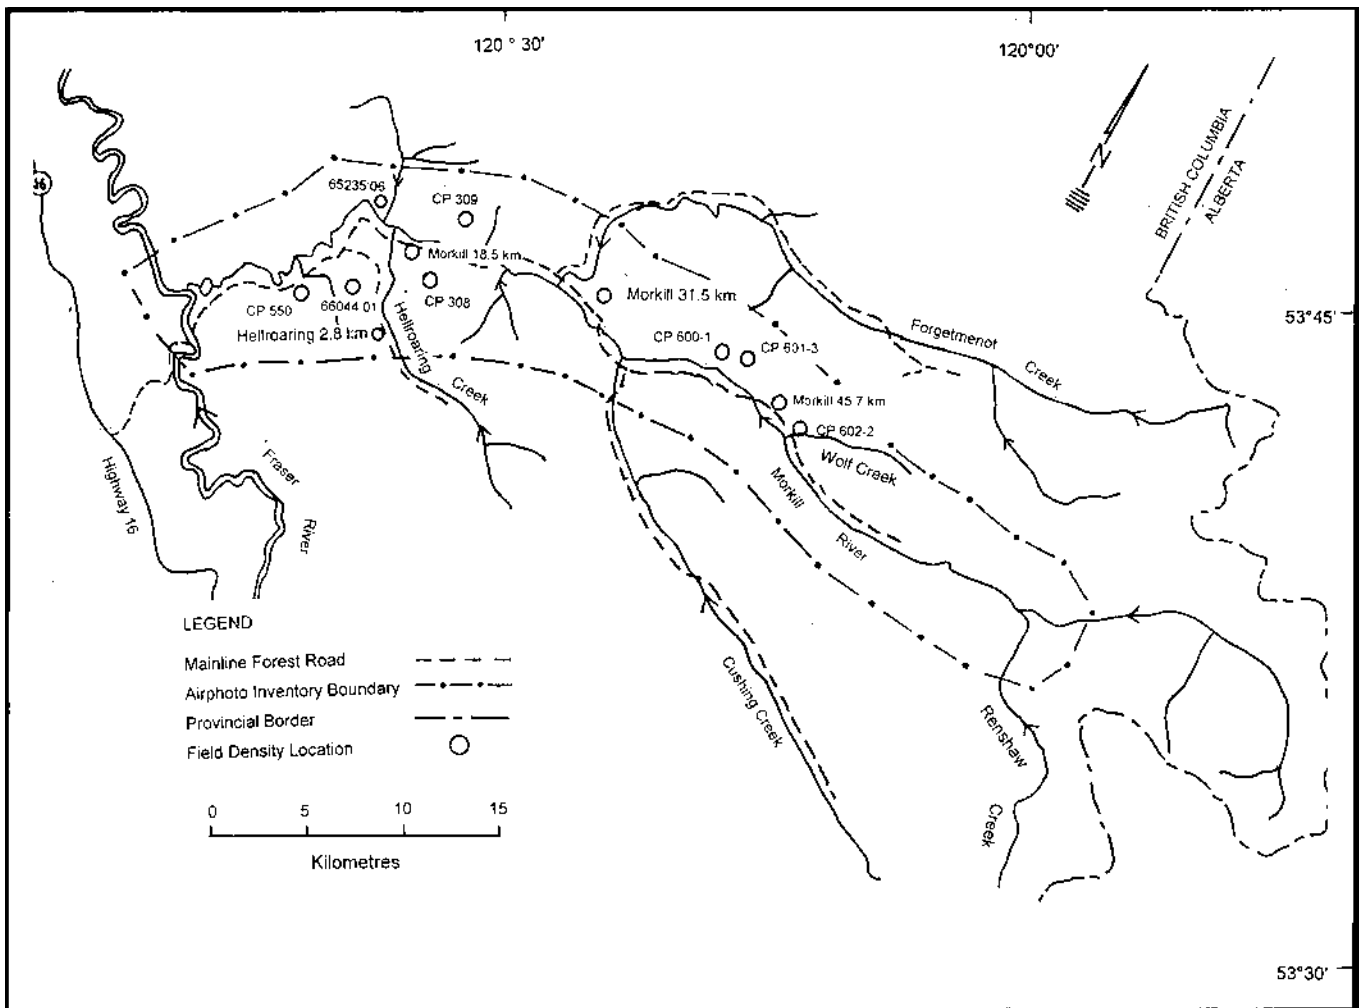 120 ° 30'
120°00'
N
BRITISH COLUMBIA
ALBERTA
65235 06
CP 309
Morkill 18.5 km
CP 308
CP 550
66044 01
Hellroaring 2.8 km
Hellroaring
Creek
Morkill 31.5 km
CP 600-1
CP 601-3
Morkill 45.7 km
CP 602-2
Forgetmenot
Creek
53°45'
Wolf Creek
Morkill
River
Fraser
River
Highway 16
Cushing Creek
Renshaw
Creek
LEGEND
Mainline Forest Road
Airphoto Inventory Boundary
Provincial Border
Field Density Location
0 5 10 15
Kilometres
53°30'